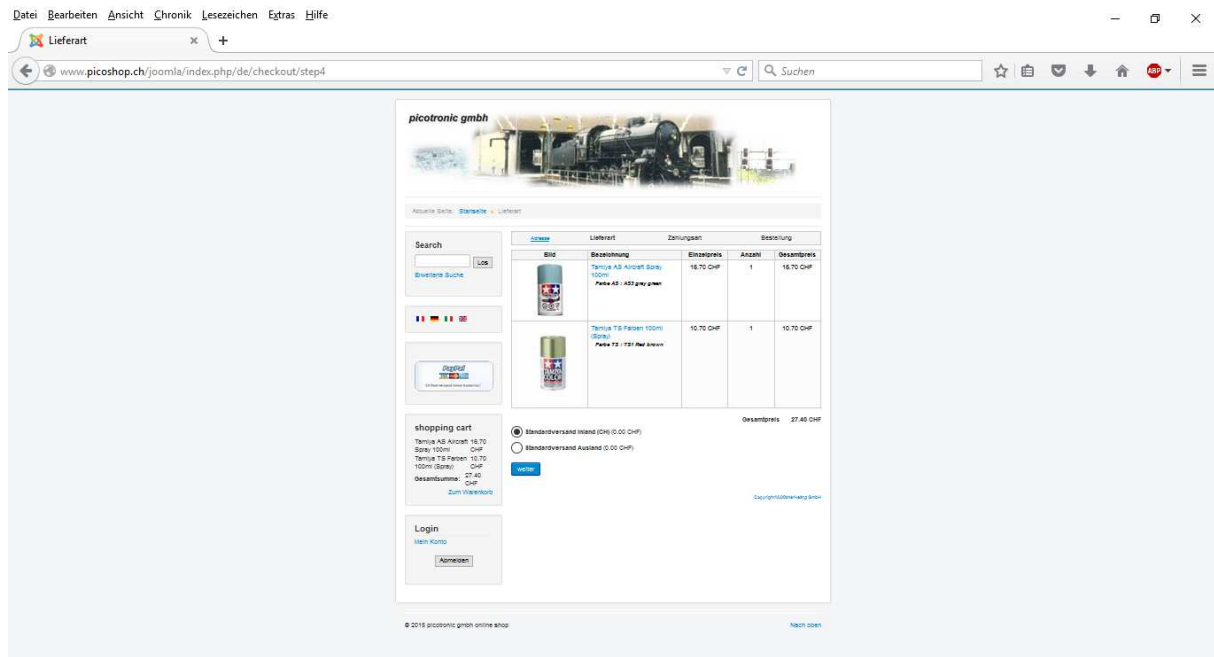 Datei Bearbeiten Ansicht Chronik Lesezeichen Extras Hilfe
Lieferart
www.picoshop.ch/joomla/index.php/de/checkout/step4
Suchen
ABP
picotronic gmbh
Aktuelle Seite: Startseite Lieferart
Search
Los
Erweiterte Suche
PayPal
shopping cart
Tamiya AS Aircraft 16.70
Spray 100ml CHF
Tamiya TS Farben 10.70
100ml (Spray) CHF
Gesamtsumme: 27.40
CHF
Zum Warenkorb
Login
Mein Konto
Abmelden
Adresse Lieferart Zahlungsart Bestellung
Bild Bezeichnung Einzelpreis Anzahl Gesamtpreis
Tamiya AS Aircraft Spray 16.70 CHF 1 16.70 CHF
100ml
Farbe AS : AS3 grey green
Tamiya TS Farben 100ml 10.70 CHF 1 10.70 CHF
(Spray)
Farbe TS : TS1 Red brown
Gesamtpreis 27.40 CHF
Standardversand Inland (CH) (0.00 CHF)
Standardversand Ausland (0.00 CHF)
weiter
© 2015 picotronic gmbh online shop
Nach oben